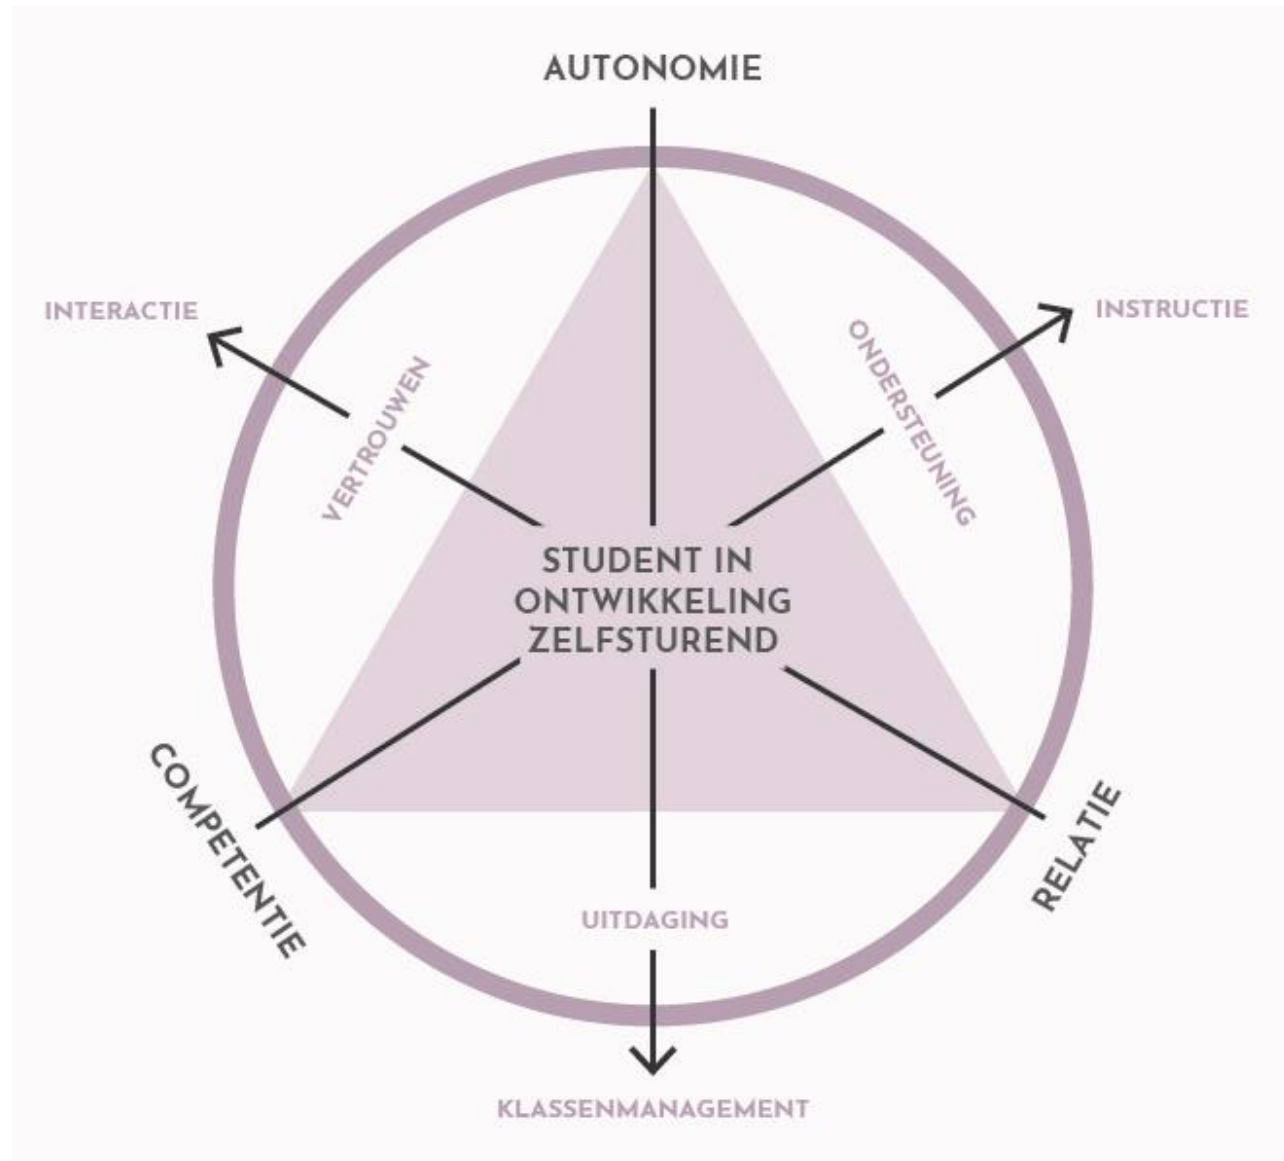 AUTONOMIE
INTERACTIE
INSTRUCTIE
VERTROUWEN
ONDERSTEUNING
STUDENT IN
ONTWIKKELING
ZELFSTUREND
COMPETENTIE
RELATIE
UITDAGING
KLASSENMANAGEMENT